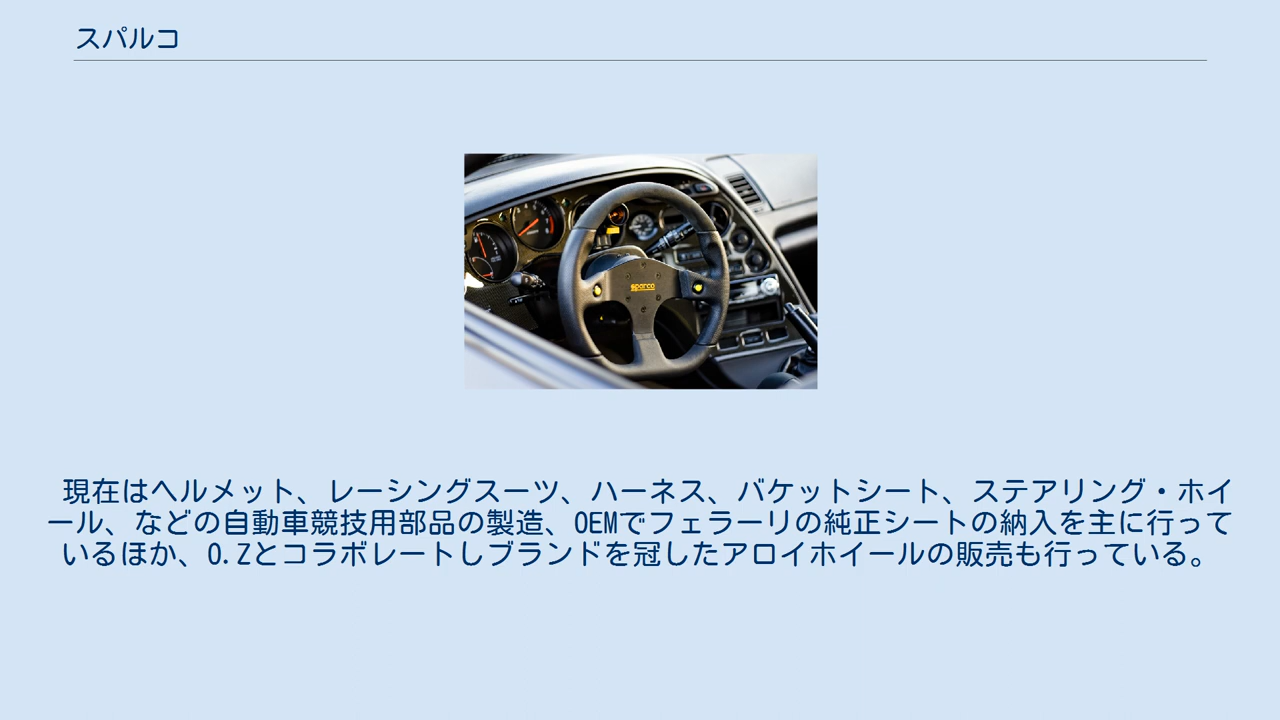 スパルコ
sparco
現在はヘルメット、レーシングスーツ、ハーネス、バケットシート、ステアリング・ホイ
ール、などの自動車競技用部品の製造、OEMでフェラーリの純正シートの納入を主に行って
いるほか、O.Zとコラボレートしブランドを冠したアロイホイールの販売も行っている。